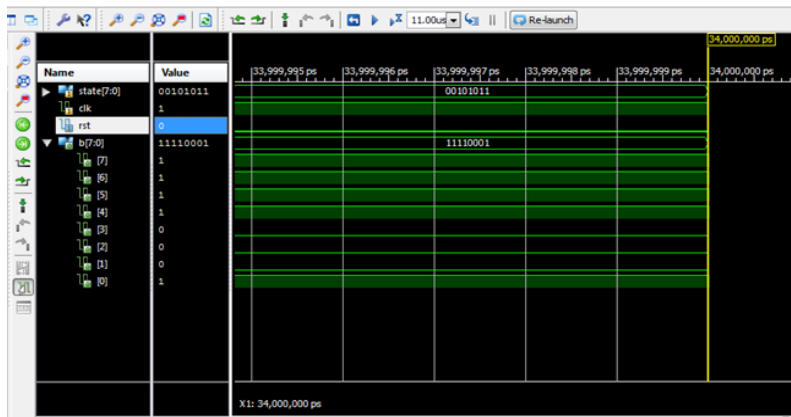 11.00us Re-launch
34,000,000 ps
Name Value 33,999,995 ps 33,999,996 ps 33,999,997 ps 33,999,998 ps 33,999,999 ps 34,000,000 ps
state[7:0] 00101011 00101011
clk 1
rst 0
b[7:0] 11110001 11110001
[7] 1
[6] 1
[5] 1
[4] 1
[3] 0
[2] 0
[1] 0
[0] 1
X1: 34,000,000 ps